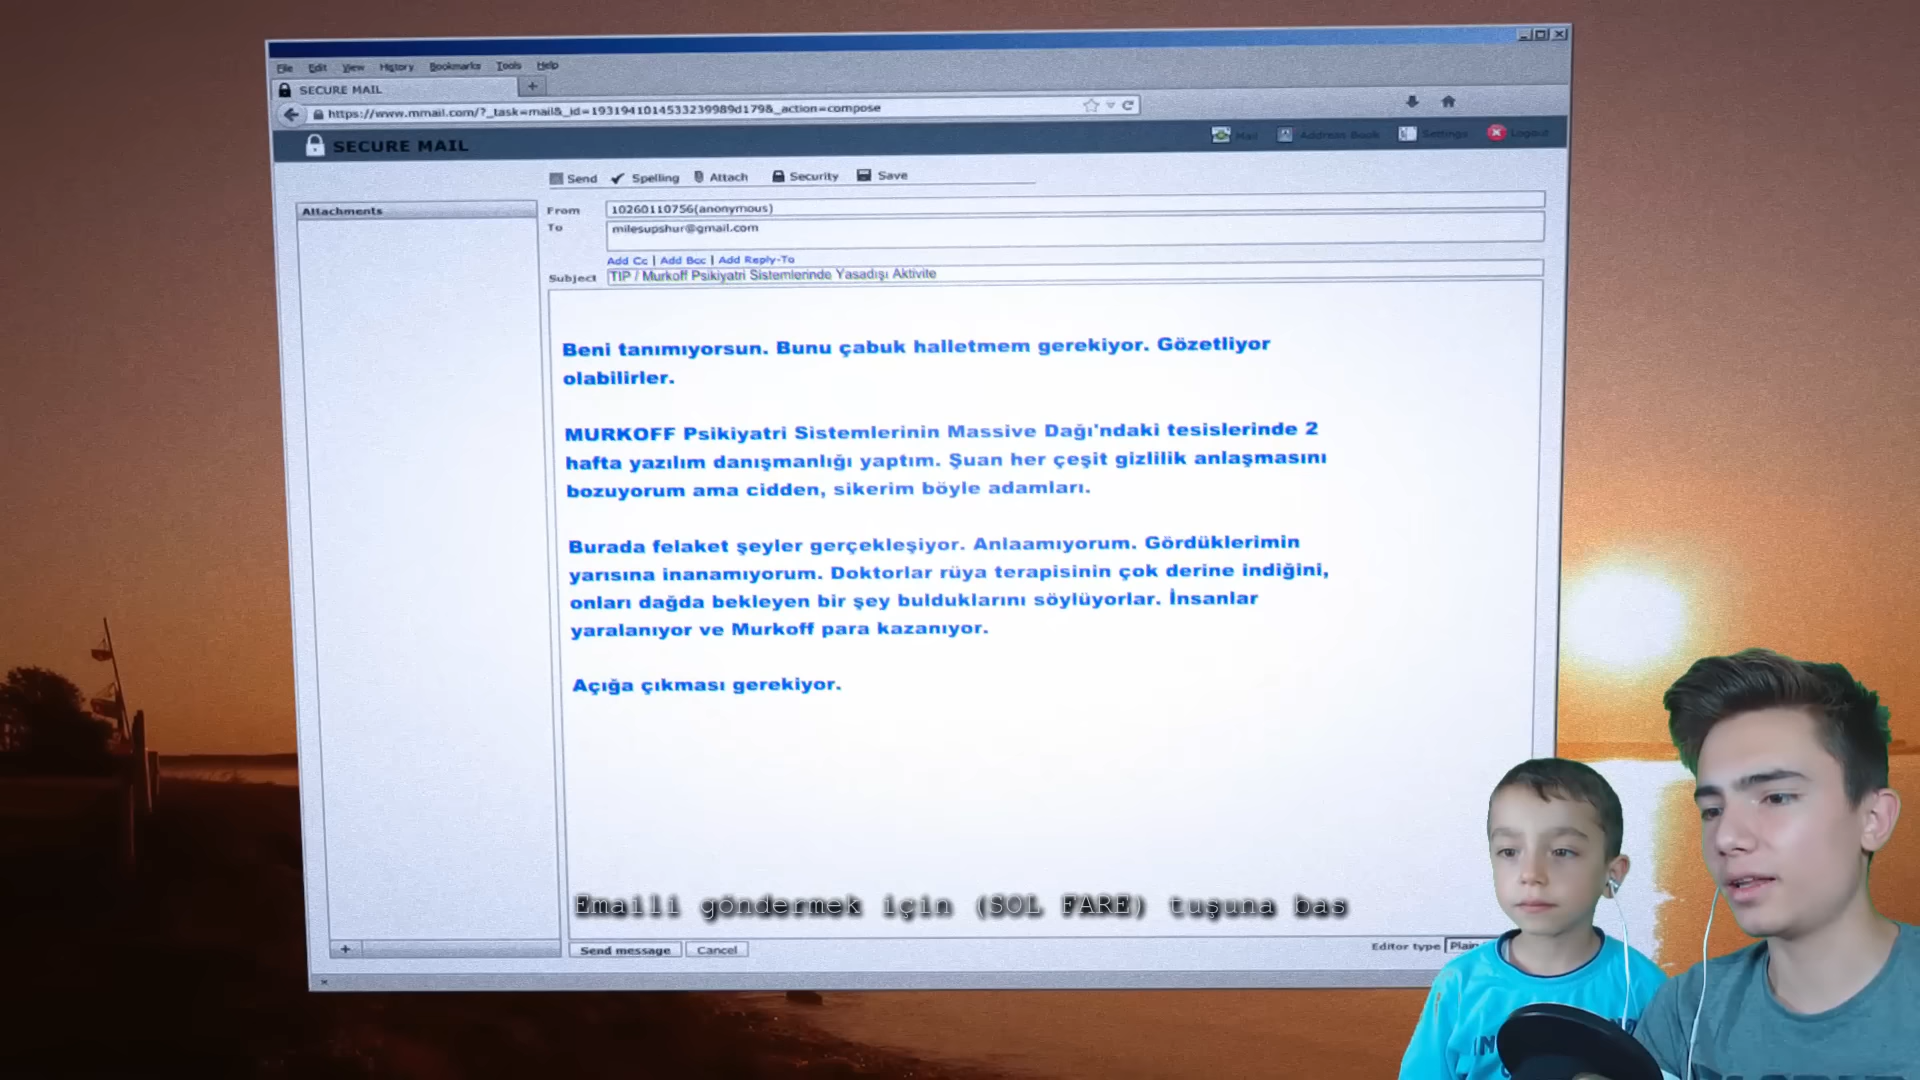 File Edit View History Bookmarks Tools Help
SECURE MAIL +
https://www.mmail.com/?_task=mail&_id=1931941014533239989d179&_action=compose
SECURE MAIL Mail Address Book Settings Logout
Send Spelling Attach Security Save
Attachments
From 10260110756(anonymous)
To milesupshur@gmail.com
Add Cc | Add Bcc | Add Reply-To
Subject TIP / Murkoff Psikiyatri Sistemlerinde Yasadışı Aktivite
Beni tanımıyorsun. Bunu çabuk halletmem gerekiyor. Gözetliyor
olabilirler.
MURKOFF Psikiyatri Sistemlerinin Massive Dağı'ndaki tesislerinde 2
hafta yazılım danışmanlığı yaptım. Şuan her çeşit gizlilik anlaşmasını
bozuyorum ama cidden, sikerim böyle adamları.
Burada felaket şeyler gerçekleşiyor. Anlaamıyorum. Gördüklerimin
yarısına inanamıyorum. Doktorlar rüya terapisinin çok derine indiğini,
onları dağda bekleyen bir şey bulduklarını söylüyorlar. İnsanlar
yaralanıyor ve Murkoff para kazanıyor.
Açığa çıkması gerekiyor.
Emaili göndermek için (SOL FARE) tuşuna bas
+ Send message Cancel Editor type Plain